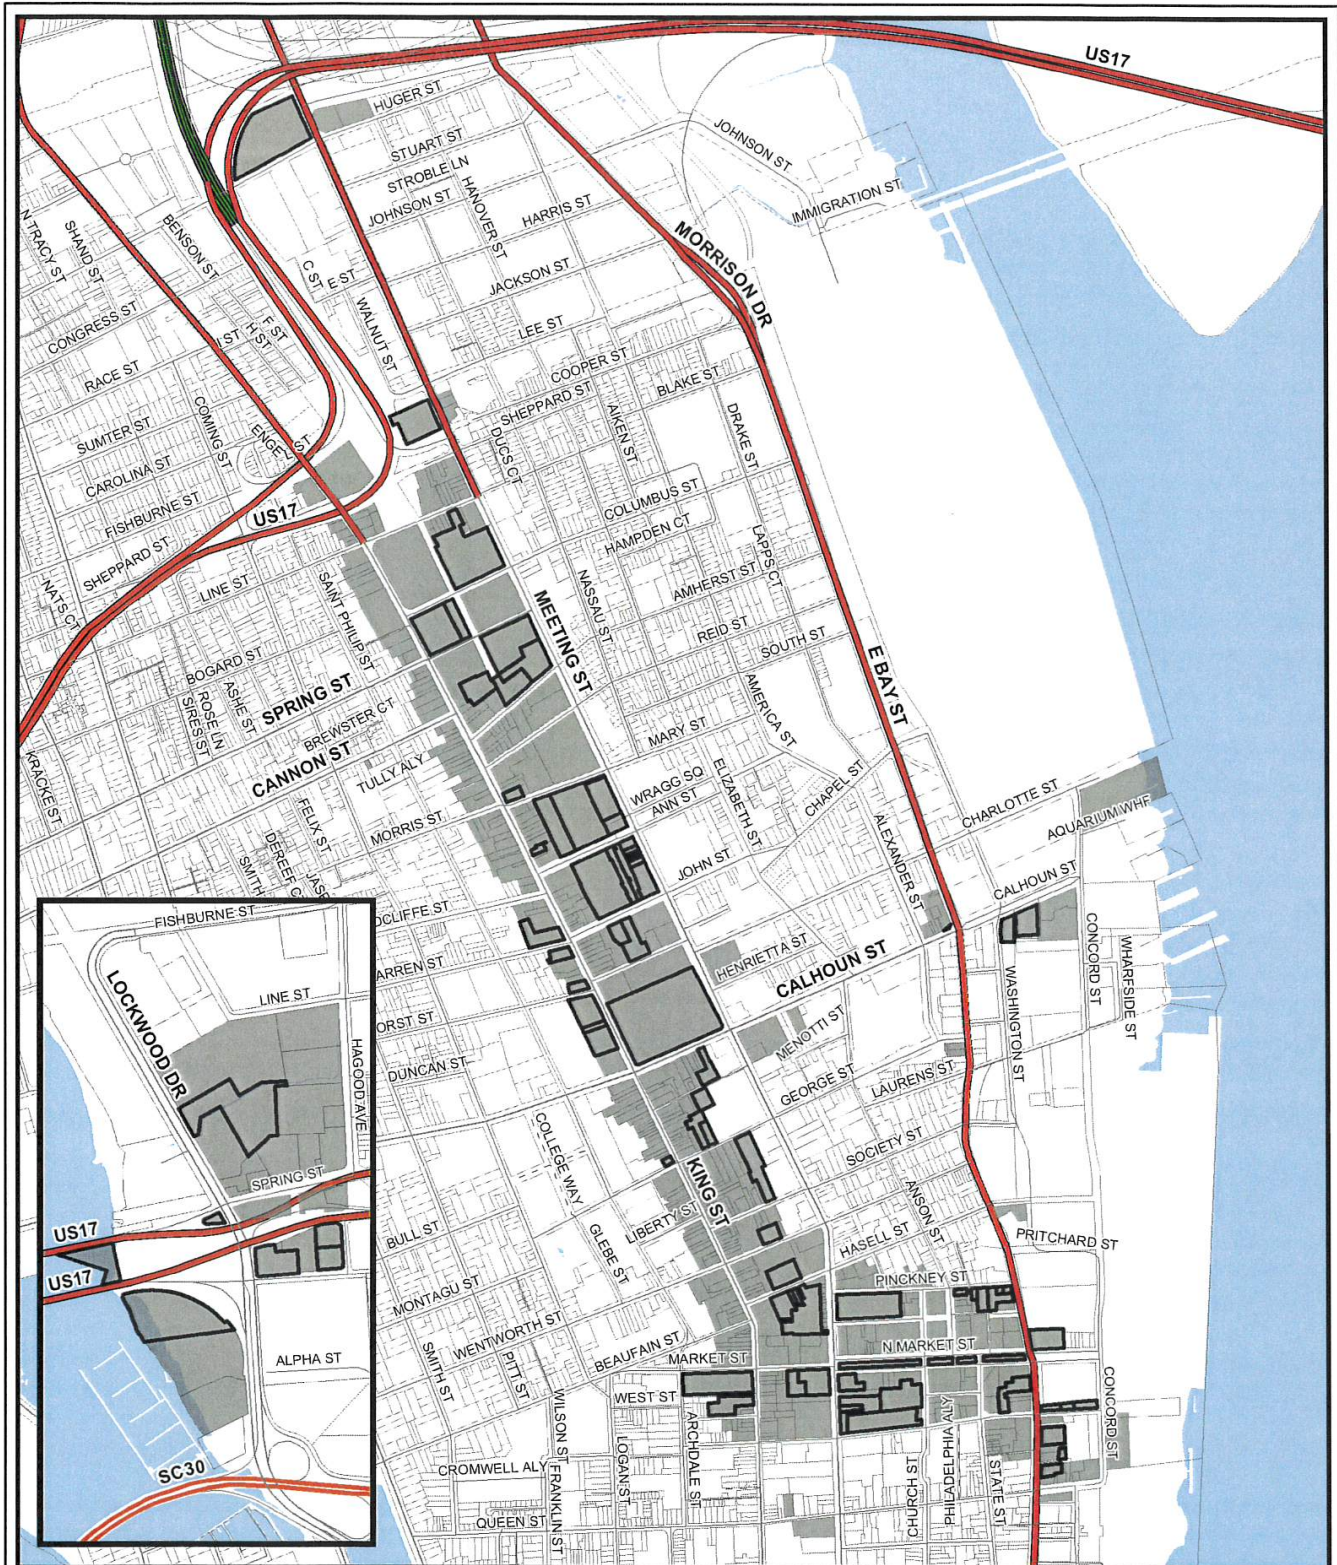 US17
HUGER ST
STUART ST
STROBLE LN
JOHNSON ST
HANOVER ST
HARRIS ST
JOHNSON ST
IMMIGRATION ST
MORRISON DR
N TRACY ST
SHAND ST
BENSON ST
C ST
E ST
JACKSON ST
CONGRESS ST
F ST
H ST
I ST
WALNUT ST
LEE ST
RACE ST
COOPER ST
SHEPPARD ST
BLAKE ST
SUMTER ST
COMING ST
AIKEN ST
DRAKE ST
CAROLINA ST
DUCS CT
FISHBURNE ST
US17
COLUMBUS ST
HAMPDEN CT
SHEPPARD ST
LINE ST
LAPPS CT
NATS CT
SAINT PHILIP ST
NASSAU ST
AMHERST ST
MEETING ST
REID ST
SOUTH ST
BOGARD ST
SPRING ST
E BAY ST
ASHE ST
ROSE LN
SIRES ST
BREWSTER CT
AMERICA ST
MARY ST
KRACKE ST
CANNON ST
TULLY ALY
WRAGG SQ
ANN ST
ELIZABETH ST
CHAPEL ST
CHARLOTTE ST
AQUARIUM WHF
FELIX ST
MORRIS ST
ALEXANDER ST
JOHN ST
CALHOUN ST
SMITH
DEREEF C
JASP
FISHBURNE ST
DCLIFFE ST
HENRIETTA ST
CALHOUN ST
CONCORD ST
WHARFSIDE ST
LOCKWOOD DR
LINE ST
ARREN ST
WASHINGTON ST
ORST ST
MENOTTI ST
HAGOOD AVE
DUNCAN ST
GEORGE ST
LAURENS ST
COLLEGE WAY
SOCIETY ST
SPRING ST
KING ST
ANSON ST
US17
BULL ST
LIBERTY ST
HASELL ST
PRITCHARD ST
US17
GLEBE ST
MONTAGU ST
PINCKNEY ST
WENTWORTH ST
BEAUFAIN ST
N MARKET ST
ALPHA ST
SMITH ST
PITT ST
MARKET ST
WEST ST
CONCORD ST
WILSON ST
LOGAN ST
ARCHDALE ST
PHILADELPHIA ALY
SC30
CROMWELL ALY
CHURCH ST
STATE ST
FRANKLIN ST
QUEEN ST